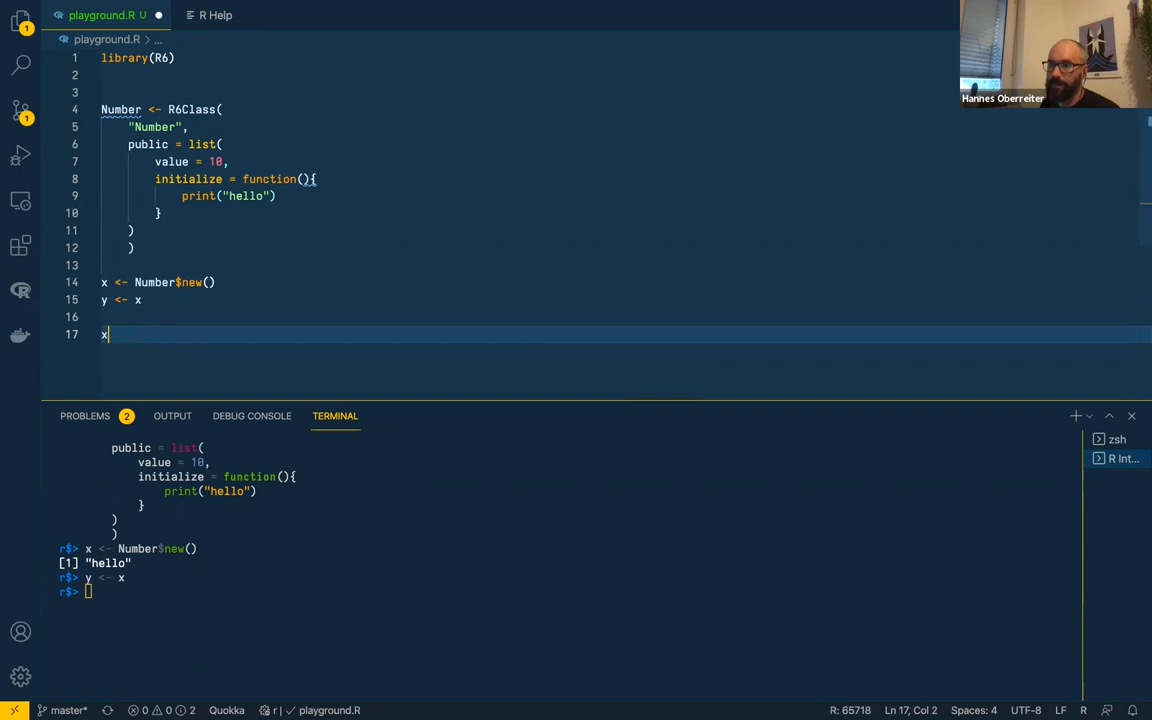 playground.R U
R Help
playground.R > ...
1 library(R6)
2
3
4 Number <- R6Class(
5 "Number",
6 public = list(
7 value = 10,
8 initialize = function(){
9 print("hello")
10 }
11 )
12 )
13
14 x <- Number$new()
15 y <- x
16
17 x
Hannes Oberreiter
1
1
PROBLEMS 2 OUTPUT DEBUG CONSOLE TERMINAL
public = list(
value = 10,
initialize = function(){
print("hello")
}
)
)
r$> x <- Number$new()
[1] "hello"
r$> y <- x
r$>
zsh
R Int...
master* 0 0 2 Quokka r | playground.R R: 65718 Ln 17, Col 2 Spaces: 4 UTF-8 LF R